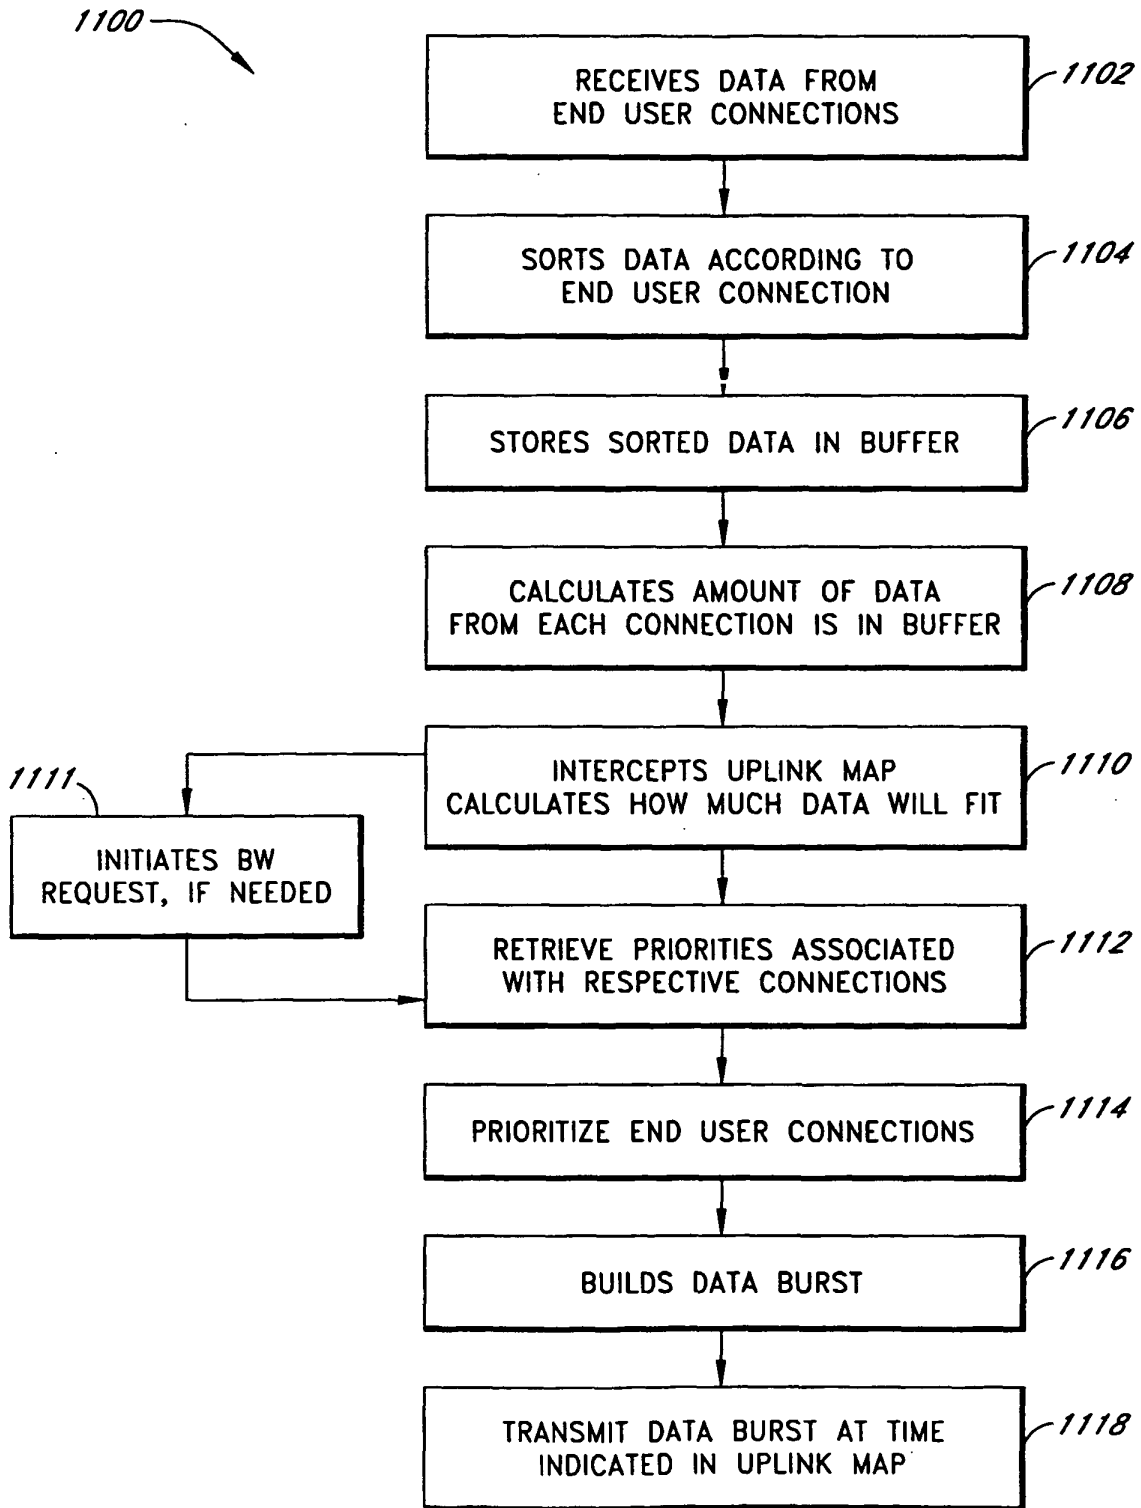 1100
RECEIVES DATA FROM
END USER CONNECTIONS
1102
SORTS DATA ACCORDING TO
END USER CONNECTION
1104
STORES SORTED DATA IN BUFFER
1106
CALCULATES AMOUNT OF DATA
FROM EACH CONNECTION IS IN BUFFER
1108
INTERCEPTS UPLINK MAP
CALCULATES HOW MUCH DATA WILL FIT
1110
1111
INITIATES BW
REQUEST, IF NEEDED
RETRIEVE PRIORITIES ASSOCIATED
WITH RESPECTIVE CONNECTIONS
1112
PRIORITIZE END USER CONNECTIONS
1114
BUILDS DATA BURST
1116
TRANSMIT DATA BURST AT TIME
INDICATED IN UPLINK MAP
1118